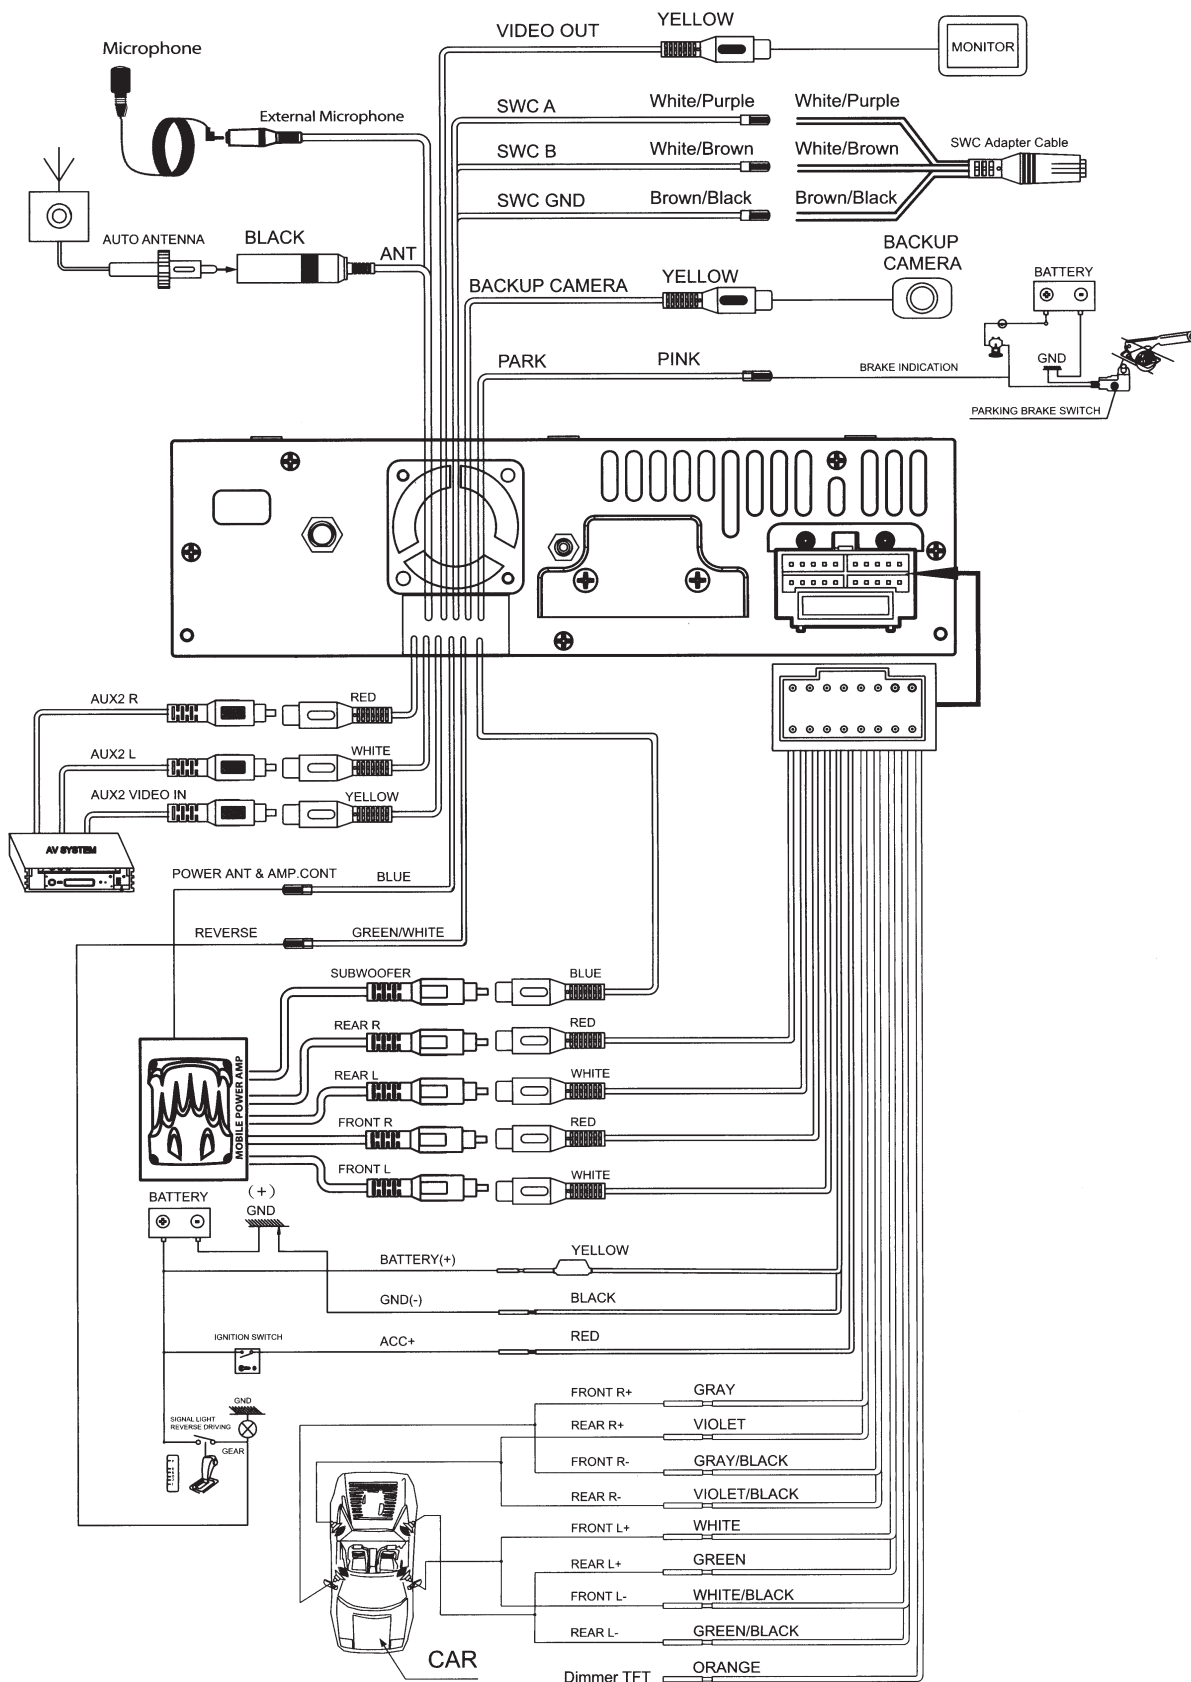 VIDEO OUT
YELLOW
MONITOR
Microphone
External Microphone
SWC A
White/Purple
White/Purple
SWC B
White/Brown
White/Brown
SWC Adapter Cable
SWC GND
Brown/Black
Brown/Black
AUTO ANTENNA
BLACK
ANT
BACKUP CAMERA
YELLOW
BACKUP
CAMERA
BATTERY
PARK
PINK
BRAKE INDICATION
GND
PARKING BRAKE SWITCH
AUX2 R
RED
AUX2 L
WHITE
AUX2 VIDEO IN
YELLOW
AV SYSTEM
POWER ANT & AMP.CONT
BLUE
REVERSE
GREEN/WHITE
SUBWOOFER
BLUE
REAR R
RED
REAR L
WHITE
FRONT R
RED
FRONT L
WHITE
MOBILE POWER AMP
BATTERY
(+)
GND
BATTERY(+)
YELLOW
GND(-)
BLACK
IGNITION SWITCH
ACC+
RED
GND
SIGNAL LIGHT
REVERSE DRIVING
GEAR
FRONT R+
GRAY
REAR R+
VIOLET
FRONT R-
GRAY/BLACK
REAR R-
VIOLET/BLACK
FRONT L+
WHITE
REAR L+
GREEN
FRONT L-
WHITE/BLACK
REAR L-
GREEN/BLACK
CAR
Dimmer TFT
ORANGE